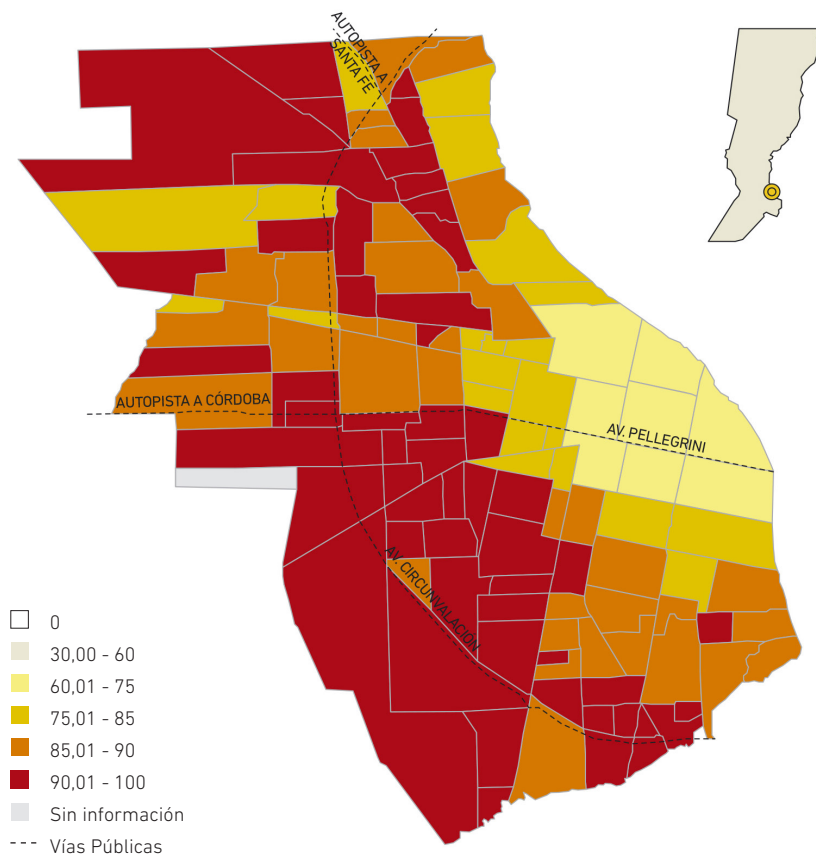 AUTOPISTA A
SANTA FÉ
AUTOPISTA A CÓRDOBA
AV. PELLEGRINI
AV. CIRCUNVALACIÓN
0
30,00 - 60
60,01 - 75
75,01 - 85
85,01 - 90
90,01 - 100
Sin información
Vías Públicas